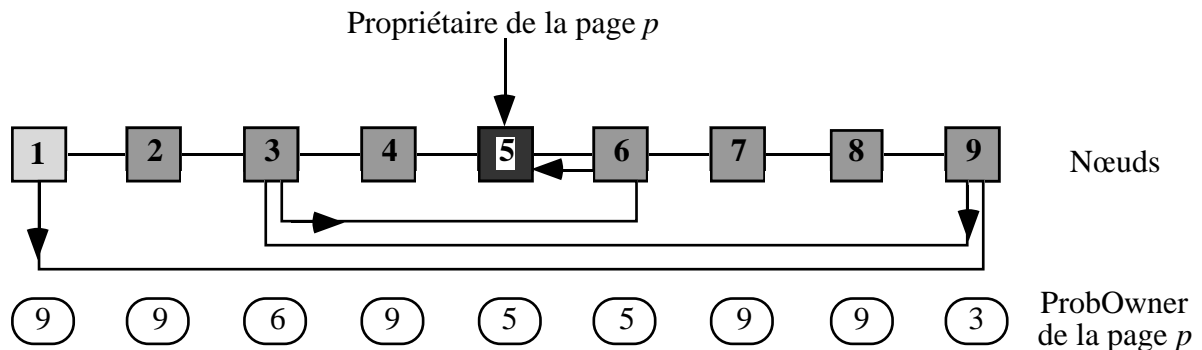 Propriétaire de la page p
1 2 3 4 5 6 7 8 9
Nœuds
9 9 6 9 5 5 9 9 3
ProbOwner
de la page p